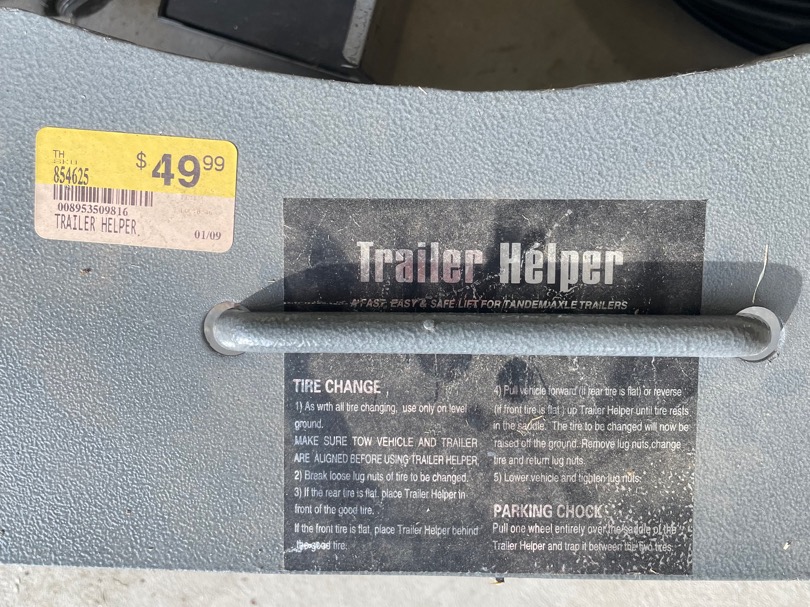 TH
854625
$49.99
008953509816
TRAILER HELPER
01/09
Trailer Helper
A FAST, EASY & SAFE LIFT FOR TANDEM AXLE TRAILERS
TIRE CHANGE
1) As with all tire changing, use only on level
ground.
MAKE SURE TOW VEHICLE AND TRAILER
ARE ALIGNED BEFORE USING TRAILER HELPER
2) Break loose lug nuts of tire to be changed.
3) If the rear tire is flat, place Trailer Helper in
front of the good tire.
If the front tire is flat, place Trailer Helper behind
the good tire.
4) Pull vehicle forward (if rear tire is flat) or reverse
(if front tire is flat) up Trailer Helper until tire rests
in the saddle. The tire to be changed will now be
raised off the ground. Remove lug nuts, change
tire and return lug nuts.
5) Lower vehicle and tighten lug nuts.
PARKING CHOCK
Pull one wheel entirely over the saddle of the
Trailer Helper and trap it between the two tires.